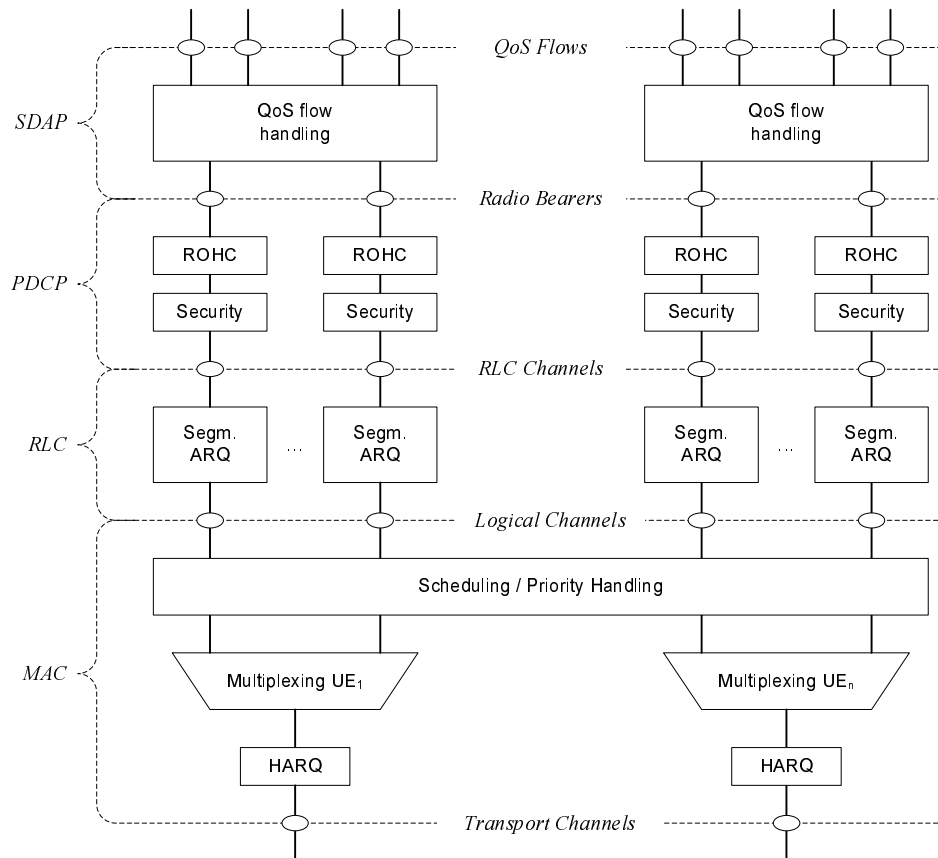 QoS Flows
QoS flow
handling
QoS flow
handling
SDAP
Radio Bearers
ROHC
ROHC
ROHC
ROHC
PDCP
Security
Security
Security
Security
RLC Channels
Segm.
ARQ
...
Segm.
ARQ
Segm.
ARQ
...
Segm.
ARQ
RLC
Logical Channels
Scheduling / Priority Handling
MAC
Multiplexing UE₁
Multiplexing UEₙ
HARQ
HARQ
Transport Channels